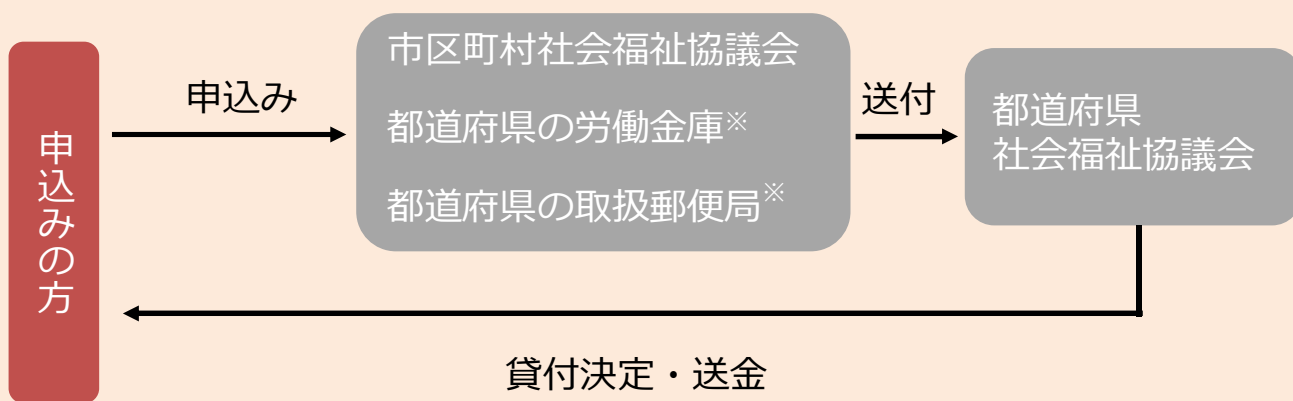 申込みの方
申込み
市区町村社会福祉協議会
都道府県の労働金庫※
都道府県の取扱郵便局※
送付
都道府県
社会福祉協議会
貸付決定・送金